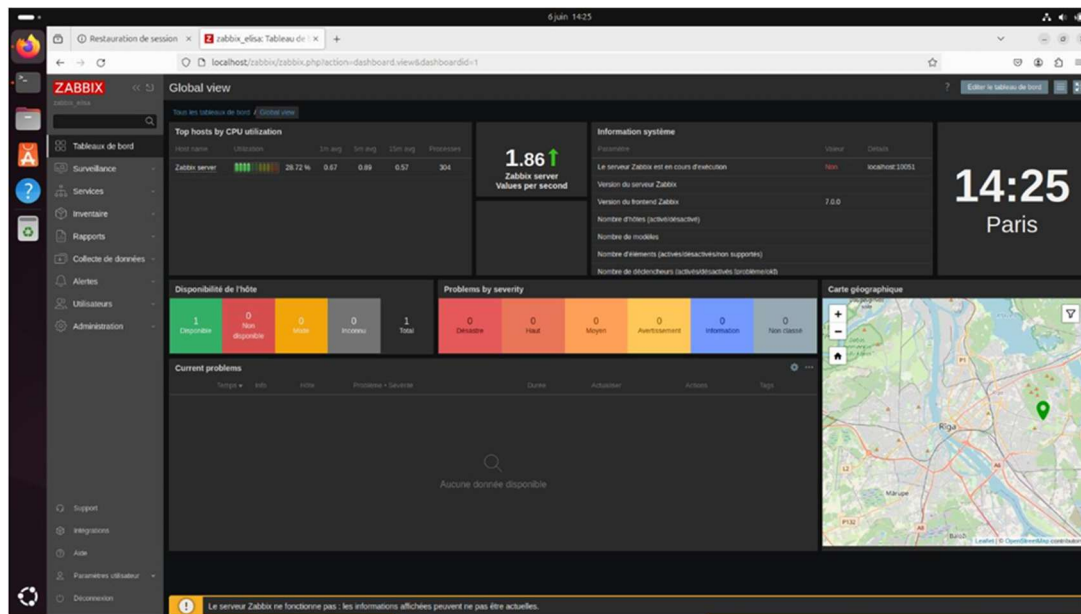 6 juin 14:25
Restauration de session
zabbix_elisa: Tableau de
localhost/zabbix/zabbix.php?action=dashboard.view&dashboardid=1
ZABBIX
zabbix_elisa
Global view
? Éditer le tableau de bord
Tous les tableaux de bord / Global view
Tableaux de bord
Surveillance
Services
Inventaire
Rapports
Collecte de données
Alertes
Utilisateurs
Administration
Support
Intégrations
Aide
Paramètres utilisateur
Déconnexion
Top hosts by CPU utilization
Host name Utilization 1m avg 5m avg 15m avg Processes
Zabbix server 28.72 % 0.67 0.89 0.57 304
1.86
Zabbix server
Values per second
Information système
Paramètre Valeur Détails
Le serveur Zabbix est en cours d'exécution Non localhost:10051
Version du serveur Zabbix
Version du frontend Zabbix 7.0.0
Nombre d'hôtes (activé/désactivé)
Nombre de modèles
Nombre d'éléments (activés/désactivés/non supportés)
Nombre de déclencheurs (activés/désactivés [problème/ok])
14:25
Paris
Disponibilité de l'hôte
1 Disponible
0 Non disponible
0 Mixte
0 Inconnu
1 Total
Problems by severity
0 Désastre
0 Haut
0 Moyen
0 Avertissement
0 Information
0 Non classé
Carte géographique
+
−
P1
Rīga
L2
A6
Mārupe
P132
A6
Leaflet | © OpenStreetMap contributors
Current problems
Temps Info Hôte Problème • Sévérité Durée Actualiser Actions Tags
Aucune donnée disponible
Le serveur Zabbix ne fonctionne pas : les informations affichées peuvent ne pas être actuelles.